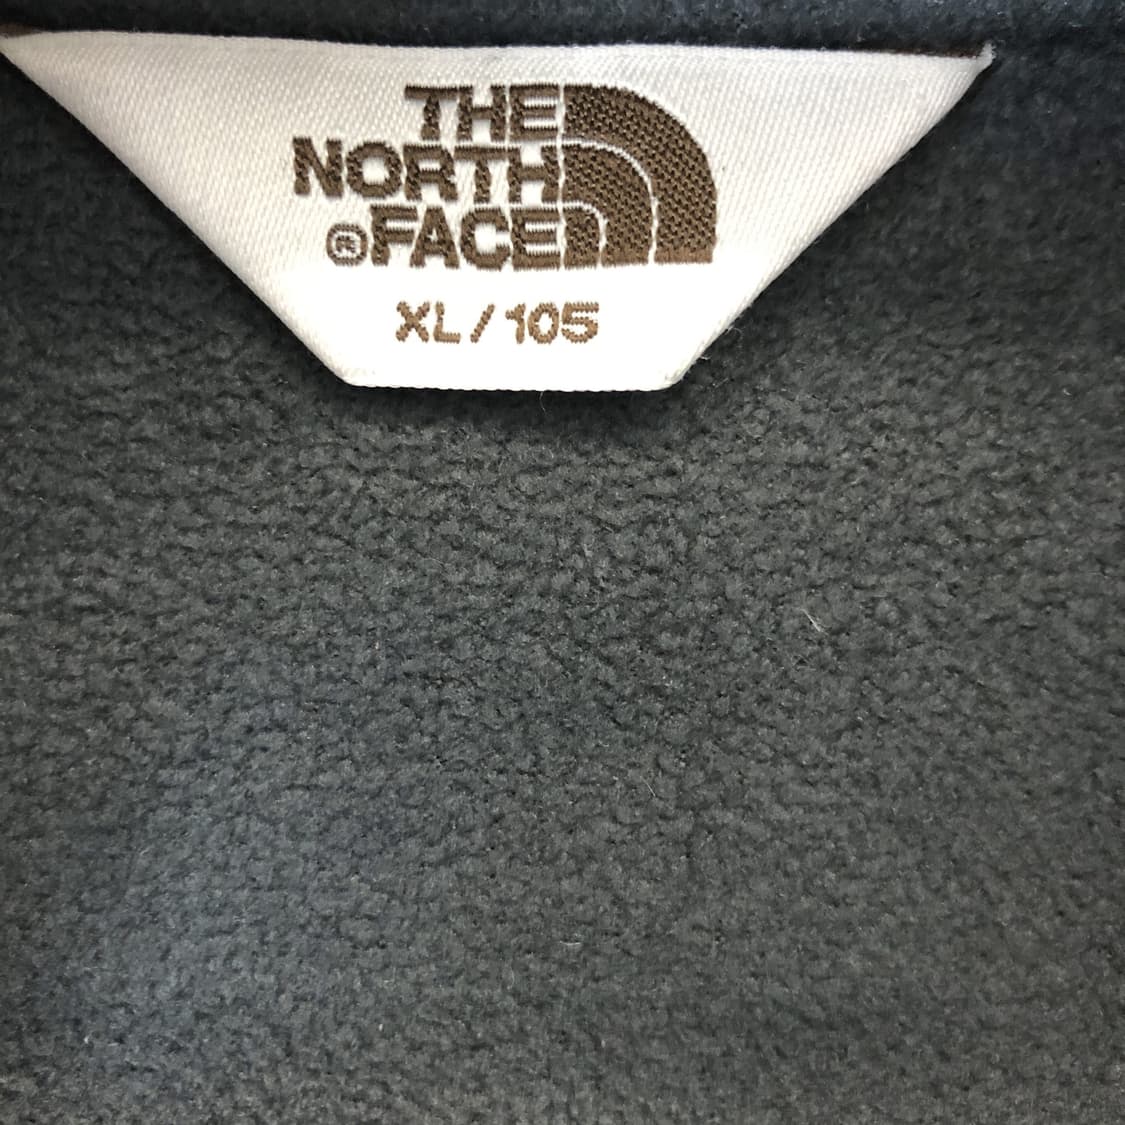 THE
NORTH
®FACE
XL/105